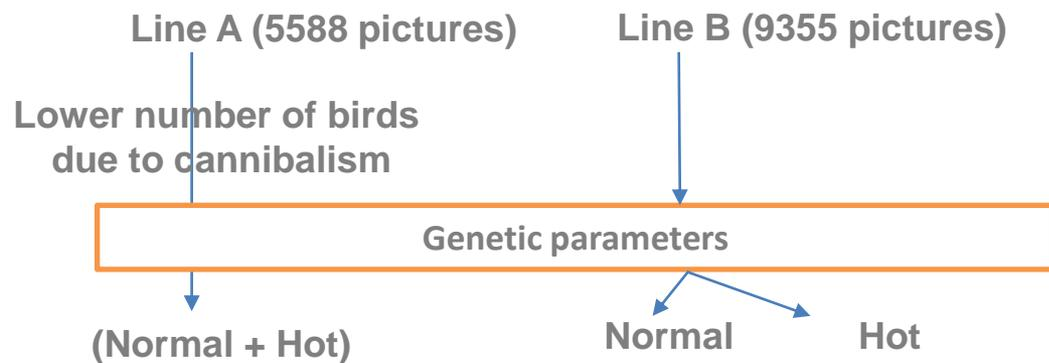 Line A (5588 pictures)
Line B (9355 pictures)
Lower number of birds
due to cannibalism
Genetic parameters
(Normal + Hot)
Normal
Hot